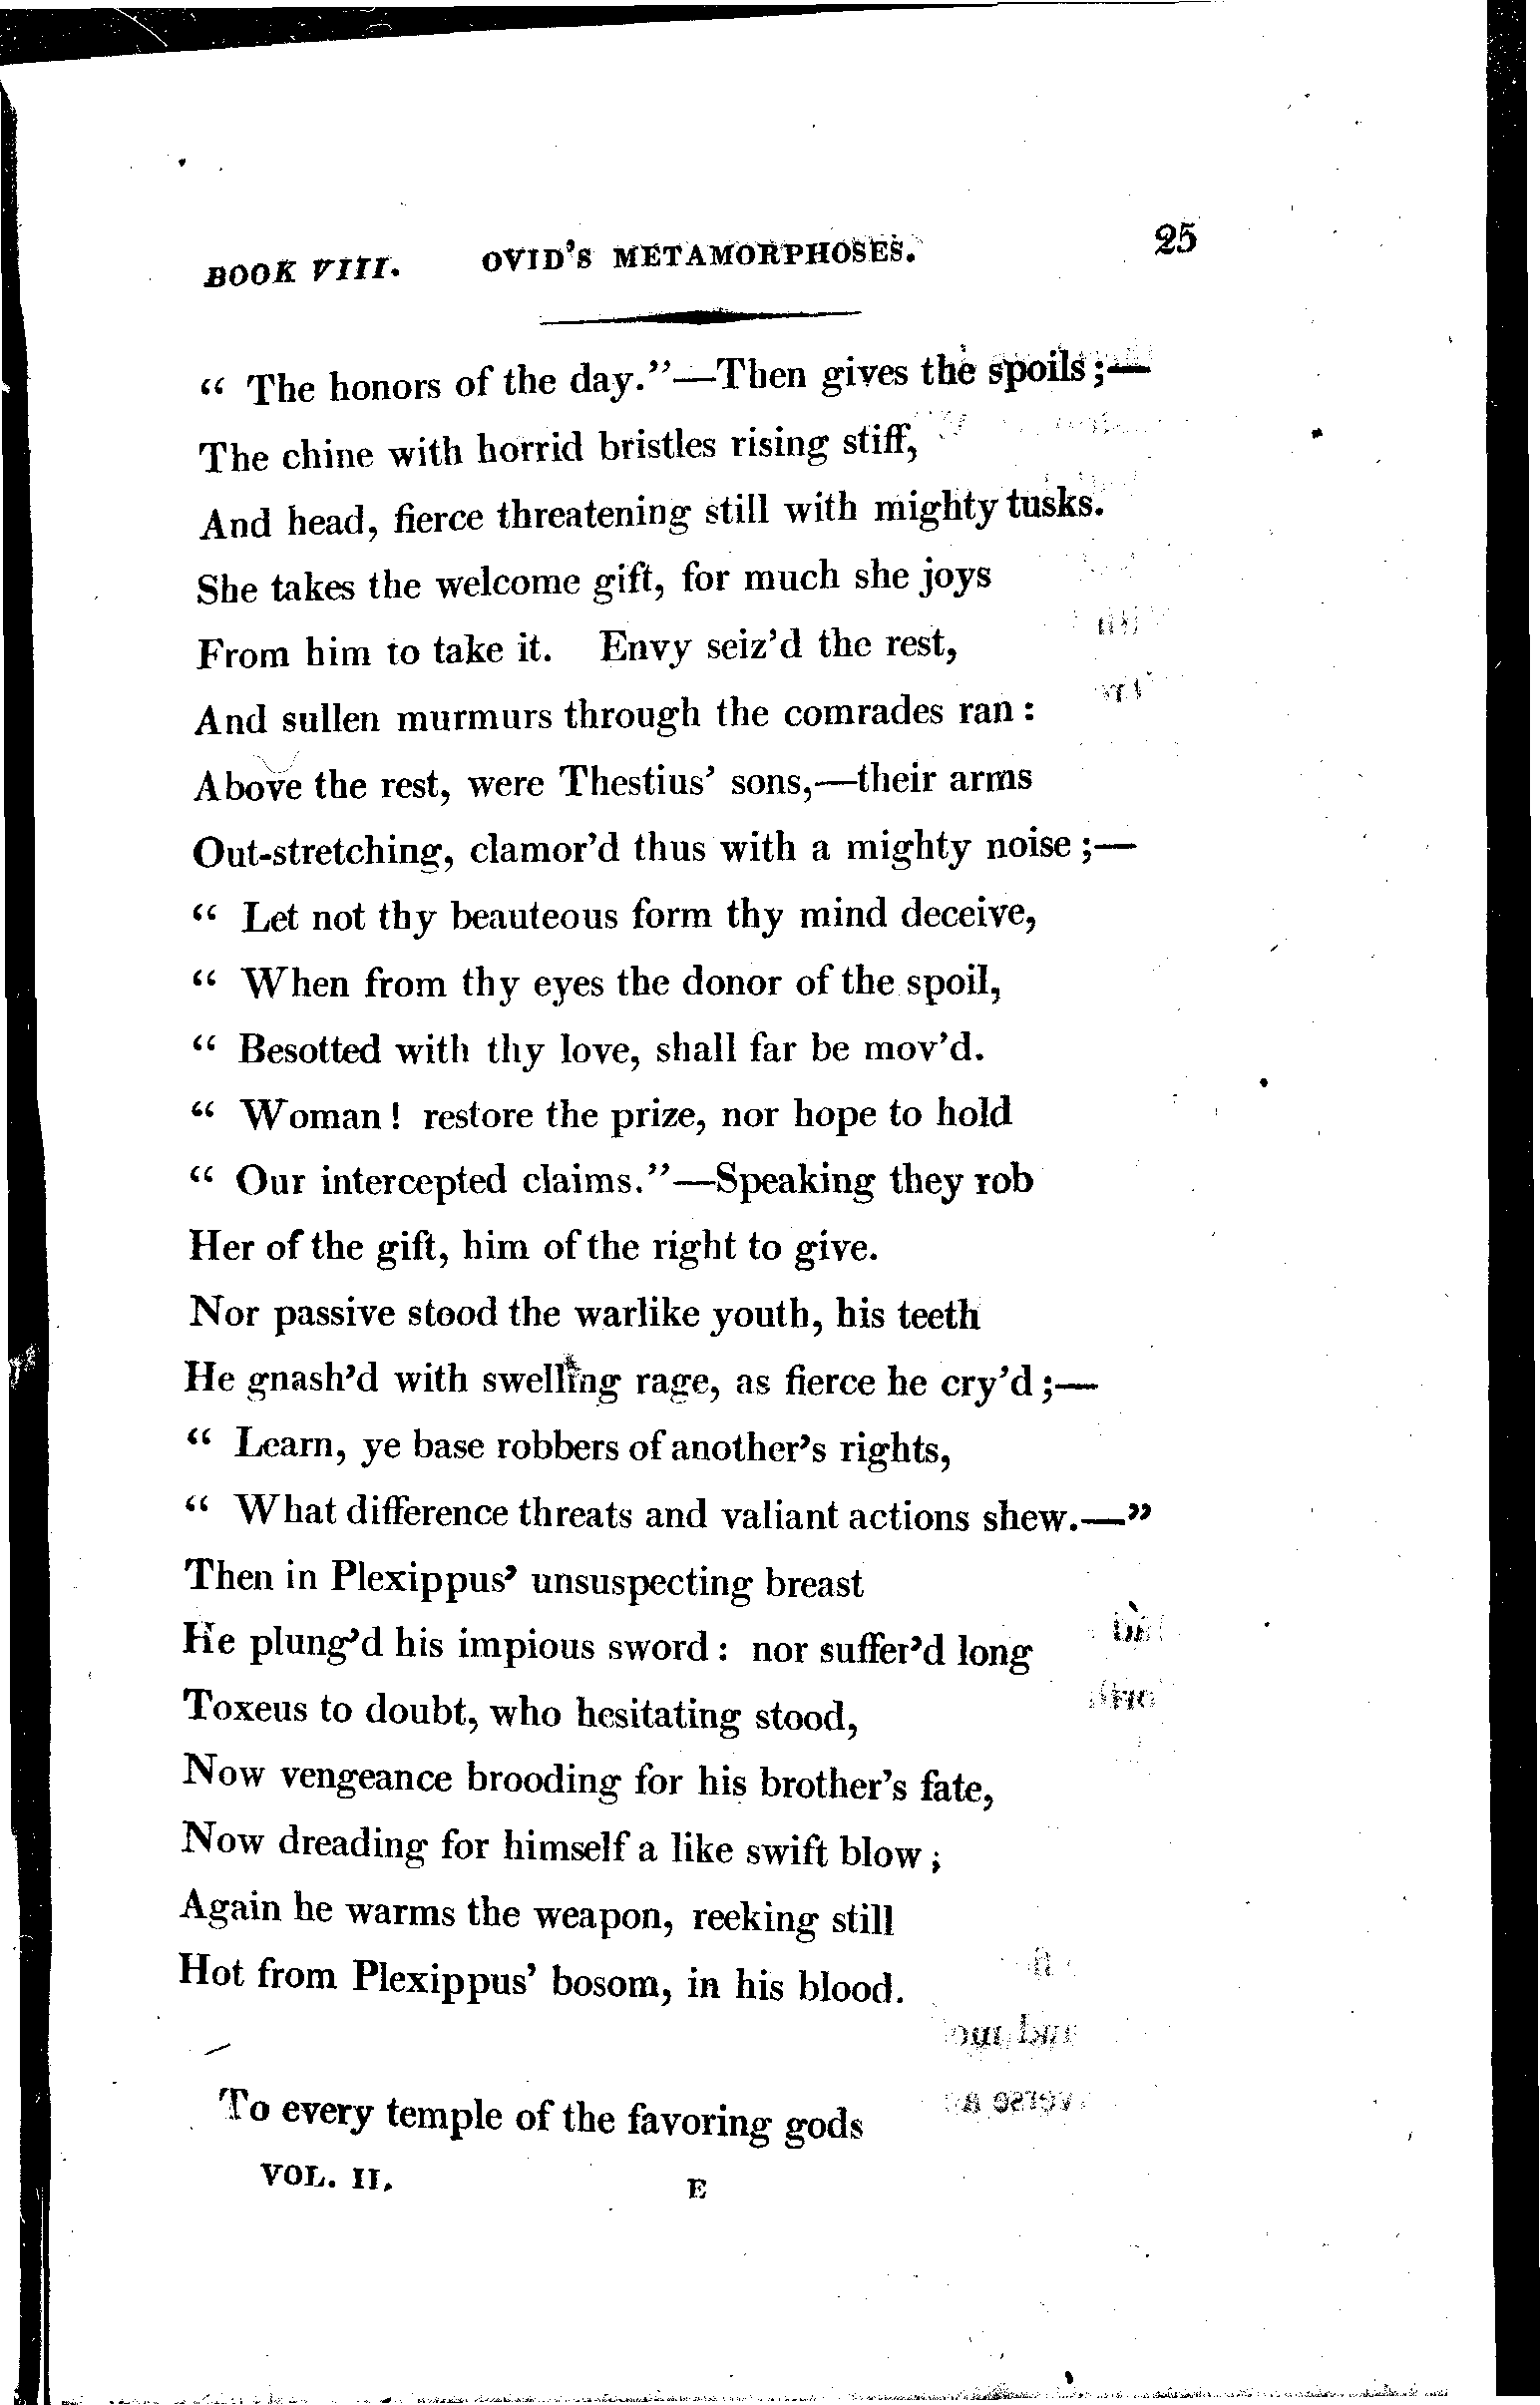 BOOK VIII. OVID'S METAMORPHOSES. 25
“ The honors of the day.”—Then gives the spoils;—
The chine with horrid bristles rising stiff,
And head, fierce threatening still with mighty tusks.
She takes the welcome gift, for much she joys
From him to take it. Envy seiz'd the rest,
And sullen murmurs through the comrades ran :
Above the rest, were Thestius' sons,—their arms
Out-stretching, clamor'd thus with a mighty noise ;—
“ Let not thy beauteous form thy mind deceive,
“ When from thy eyes the donor of the spoil,
“ Besotted with thy love, shall far be mov'd.
“ Woman ! restore the prize, nor hope to hold
“ Our intercepted claims.”—Speaking they rob
Her of the gift, him of the right to give.
Nor passive stood the warlike youth, his teeth
He gnash'd with swelling rage, as fierce he cry'd ;—
“ Learn, ye base robbers of another's rights,
“ What difference threats and valiant actions shew.—”
Then in Plexippus' unsuspecting breast
He plung'd his impious sword : nor suffer'd long
Toxeus to doubt, who hesitating stood,
Now vengeance brooding for his brother's fate,
Now dreading for himself a like swift blow ;
Again he warms the weapon, reeking still
Hot from Plexippus' bosom, in his blood.
To every temple of the favoring gods
VOL. II. E